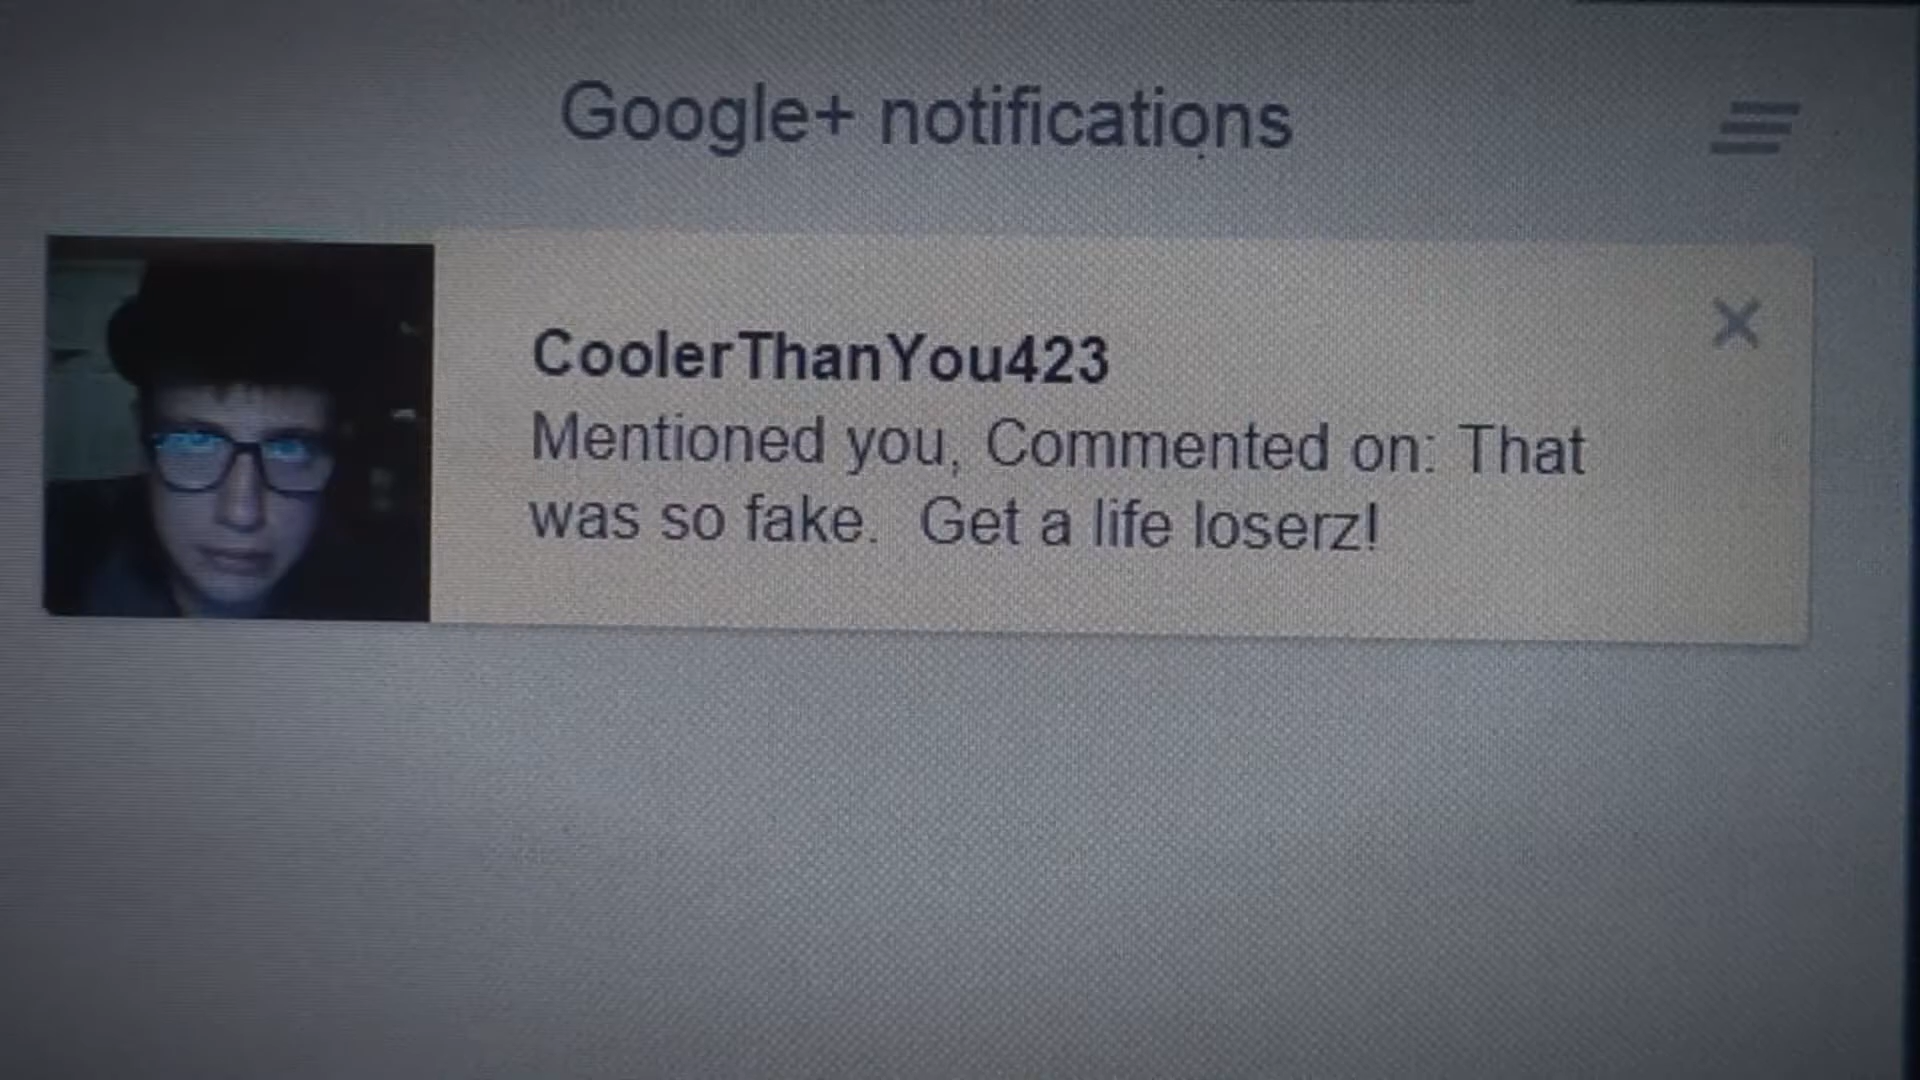 Google+ notifications
CoolerThanYou423
Mentioned you, Commented on: That
was so fake.  Get a life loserz!